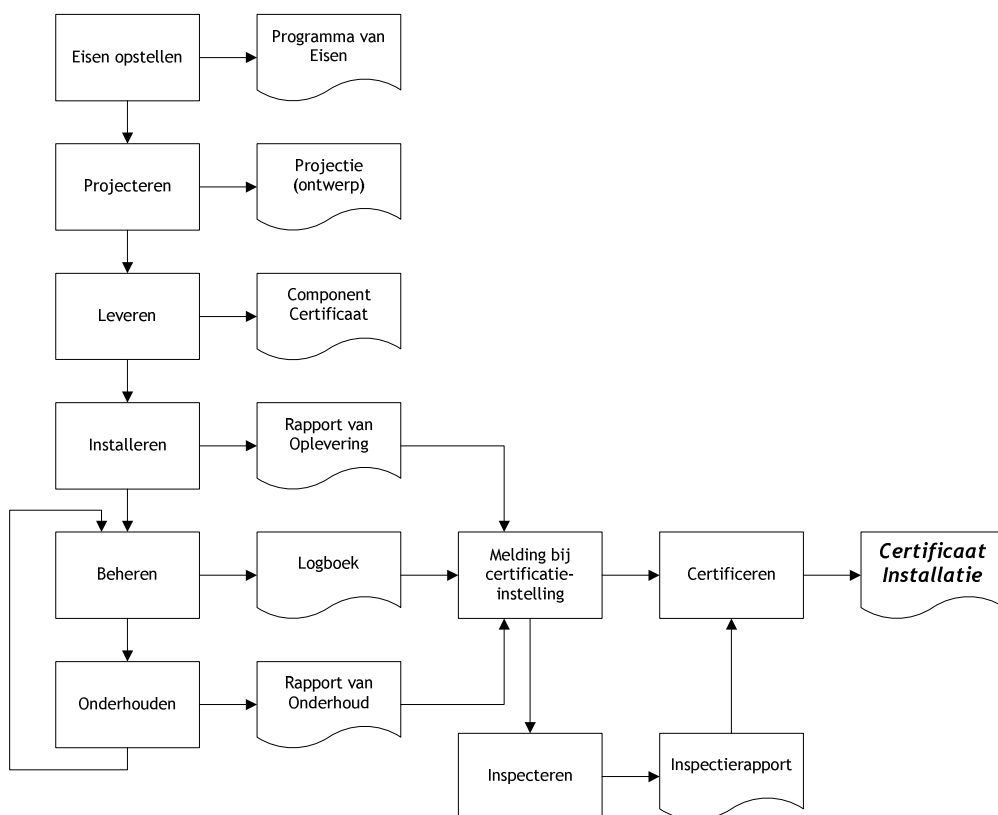 Eisen opstellen
Programma van
Eisen
Projecteren
Projectie
(ontwerp)
Leveren
Component
Certificaat
Installeren
Rapport van
Oplevering
Beheren
Logboek
Melding bij
certificatie-
instelling
Certificeren
Certificaat
Installatie
Onderhouden
Rapport van
Onderhoud
Inspecteren
Inspectierapport